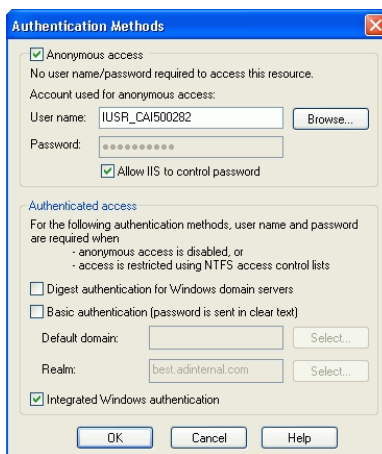 Authentication Methods
Anonymous access
No user name/password required to access this resource.
Account used for anonymous access:
User name: IUSR_CAI500282 Browse...
Password: ••••••••••
Allow IIS to control password
Authenticated access
For the following authentication methods, user name and password
are required when
- anonymous access is disabled, or
- access is restricted using NTFS access control lists
Digest authentication for Windows domain servers
Basic authentication (password is sent in clear text)
Default domain: Select...
Realm: best.adinternal.com Select...
Integrated Windows authentication
OK Cancel Help